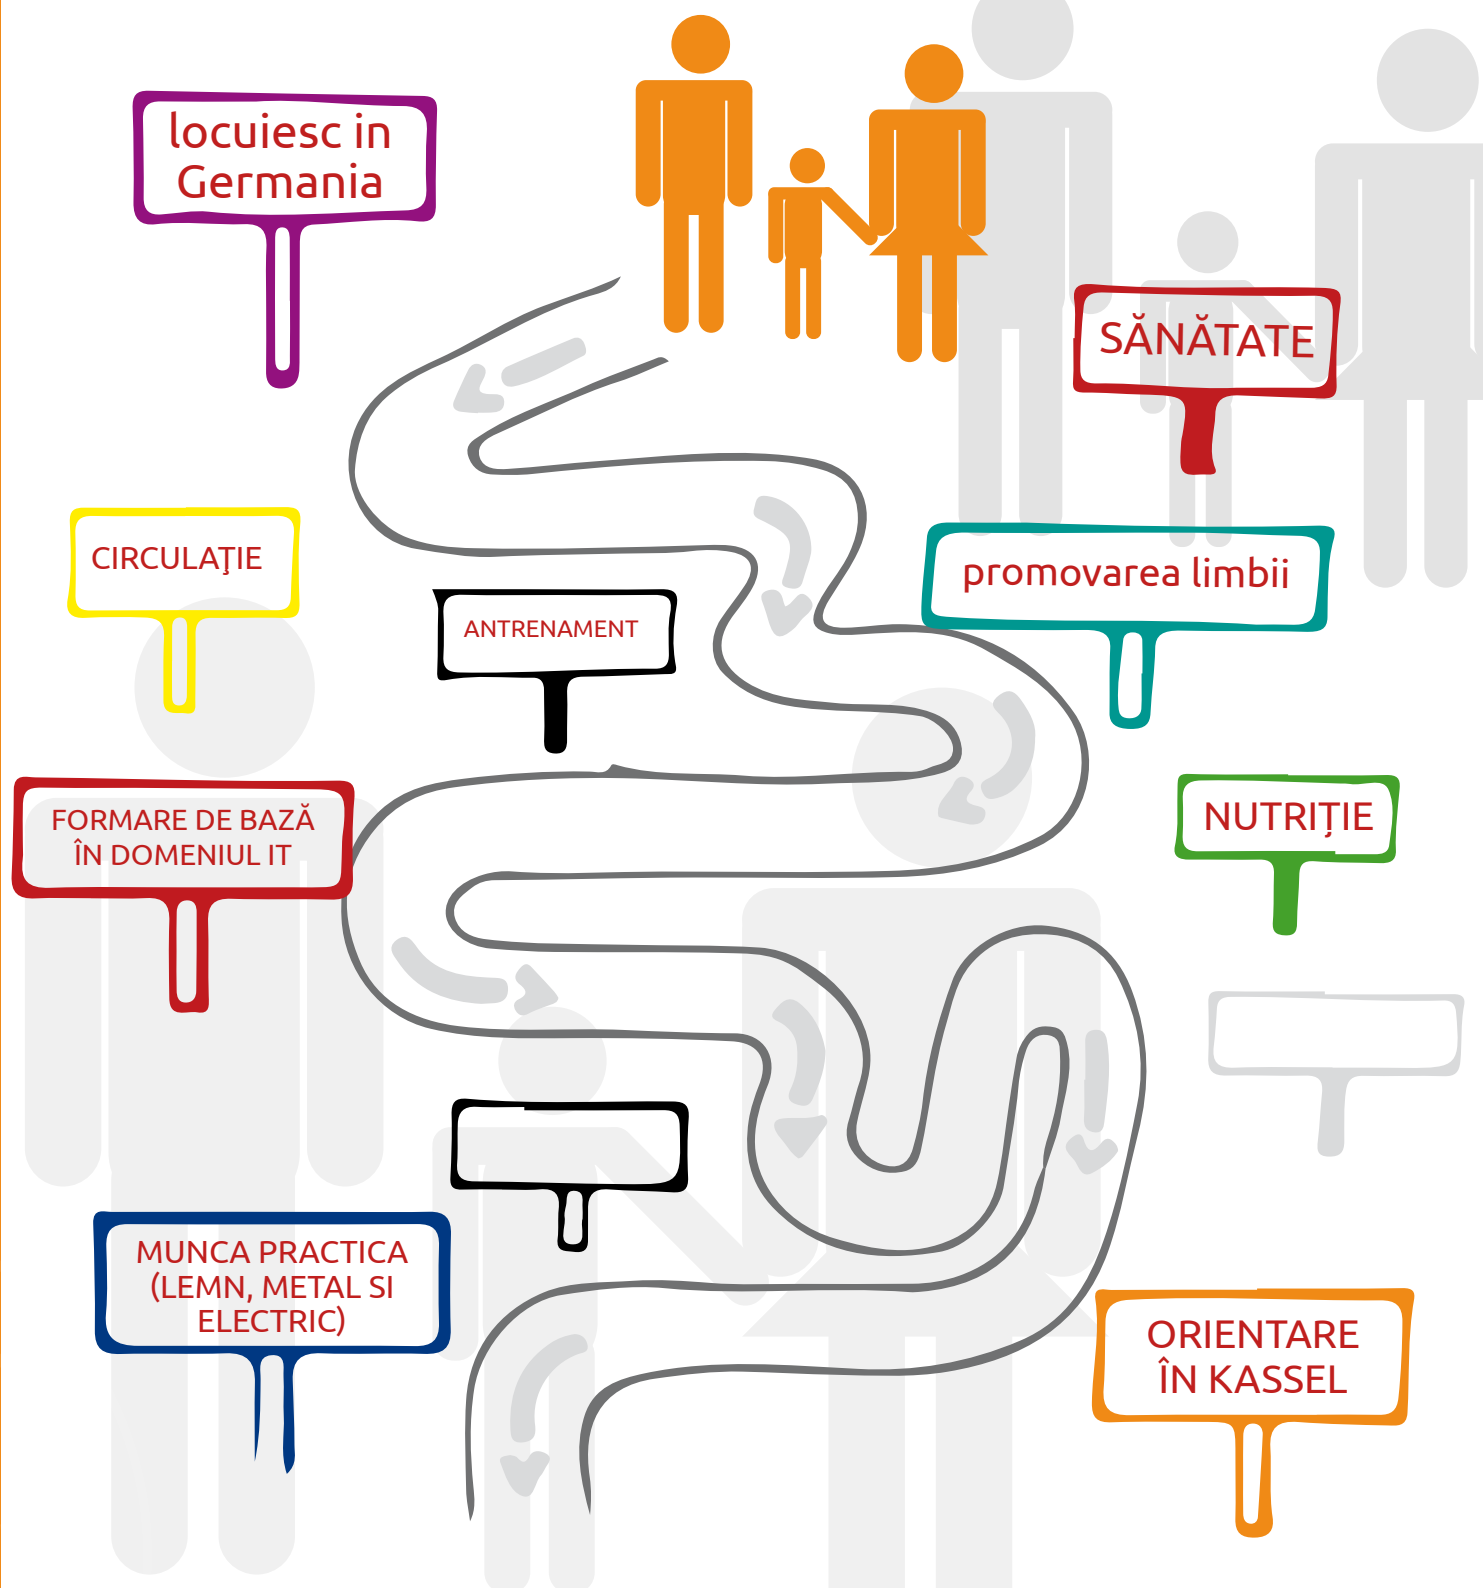 locuiesc in
Germania
SĂNĂTATE
CIRCULAŢIE
promovarea limbii
ANTRENAMENT
FORMARE DE BAZĂ
ÎN DOMENIUL IT
NUTRIȚIE
MUNCA PRACTICA
(LEMN, METAL SI
ELECTRIC)
ORIENTARE
ÎN KASSEL